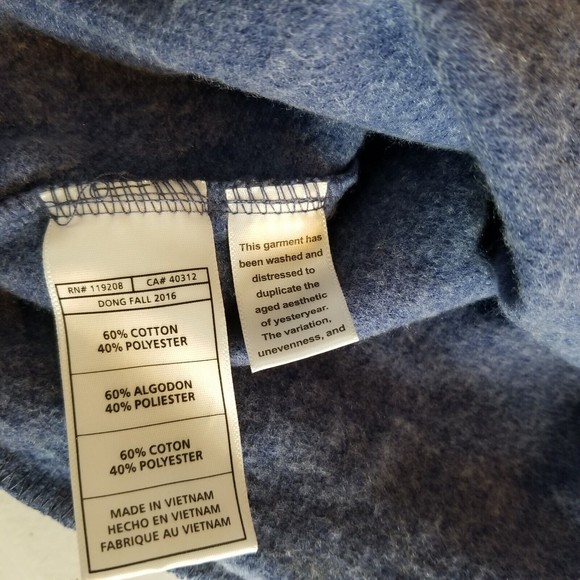 RN# 11920B CA# 40312
DONG FALL 2016
60% COTTON
40% POLYESTER
60% ALGODON
40% POLIESTER
60% COTON
40% POLYESTER
MADE IN VIETNAM
HECHO EN VIETNAM
FABRIQUE AU VIETNAM
This garment has
been washed and
distressed to
duplicate the
aged aesthetic
of yesteryear.
The variation,
unevenness, and